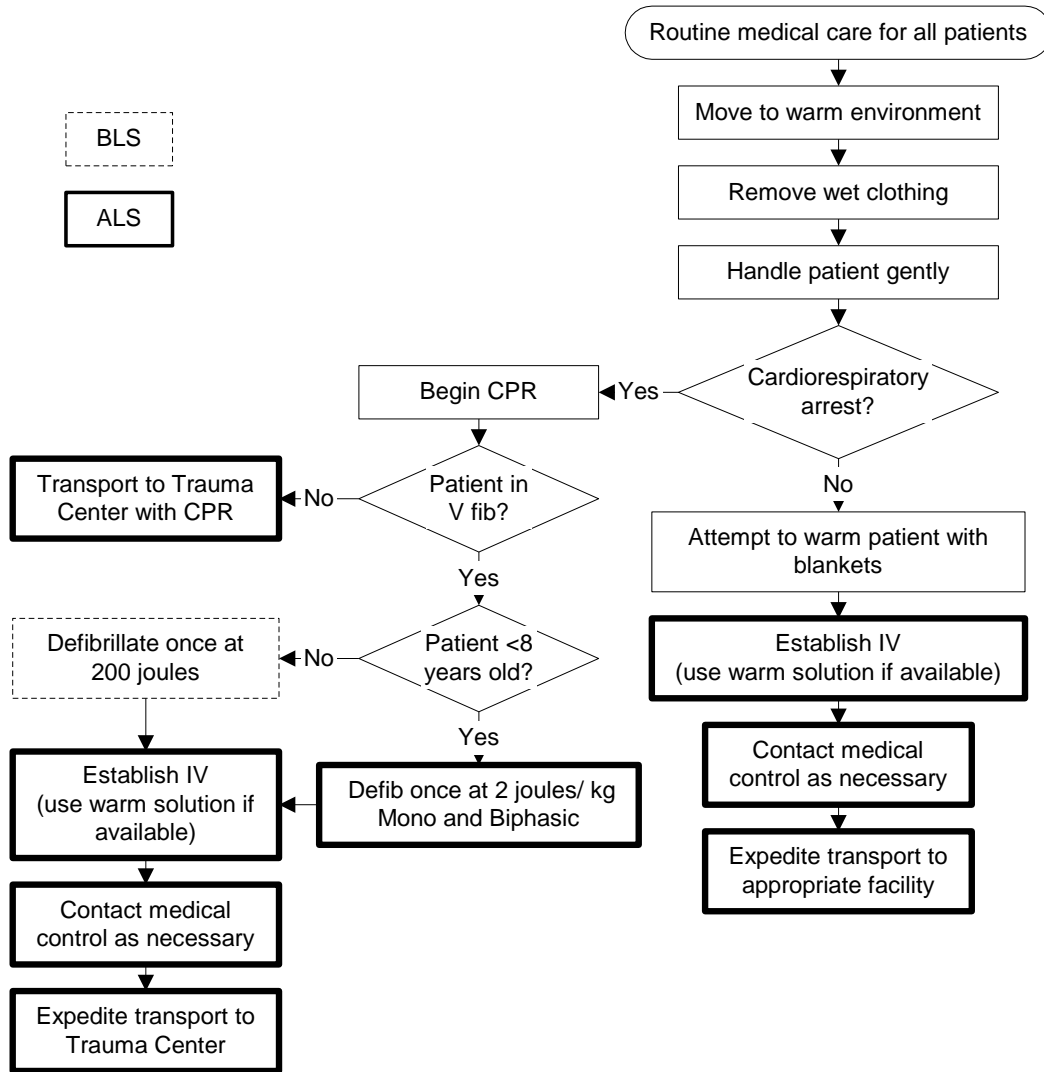 Routine medical care for all patients
BLS
Move to warm environment
ALS
Remove wet clothing
Handle patient gently
Cardiorespiratory
arrest?
Yes
Begin CPR
No
Patient in
V fib?
No
Transport to Trauma
Center with CPR
Yes
Patient <8
years old?
No
Defibrillate once at
200 joules
Yes
Defib once at 2 joules/ kg
Mono and Biphasic
Establish IV
(use warm solution if
available)
Contact medical
control as necessary
Expedite transport to
Trauma Center
Attempt to warm patient with
blankets
Establish IV
(use warm solution if available)
Contact medical
control as necessary
Expedite transport to
appropriate facility